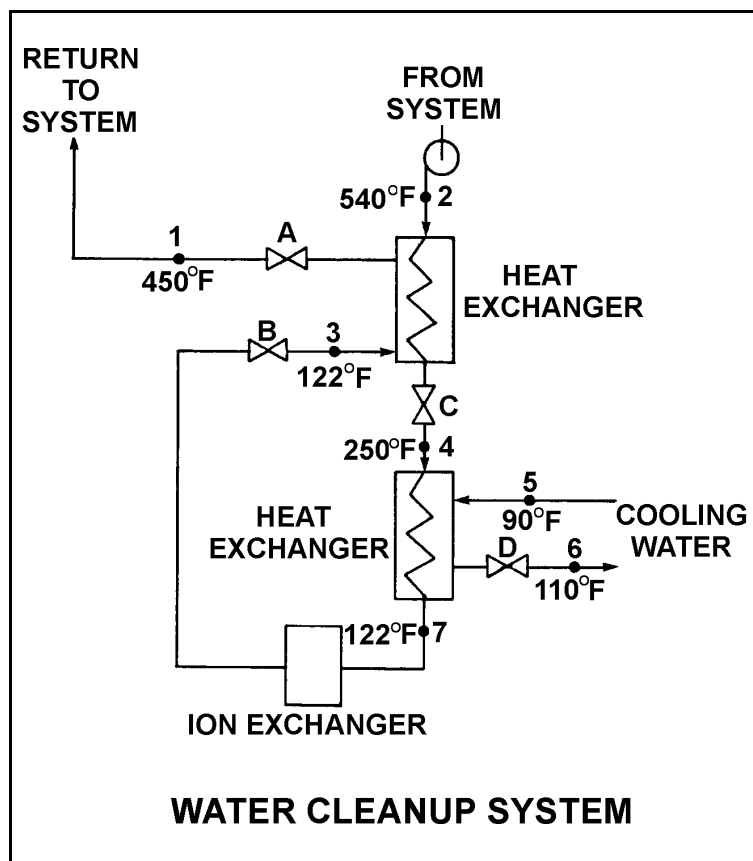 RETURN
TO
SYSTEM
FROM
SYSTEM
540°F 2
1
A
450°F
HEAT
EXCHANGER
B
3
122°F
C
250°F 4
5
HEAT
EXCHANGER
90°F
COOLING
WATER
D
6
110°F
122°F 7
ION EXCHANGER
WATER CLEANUP SYSTEM